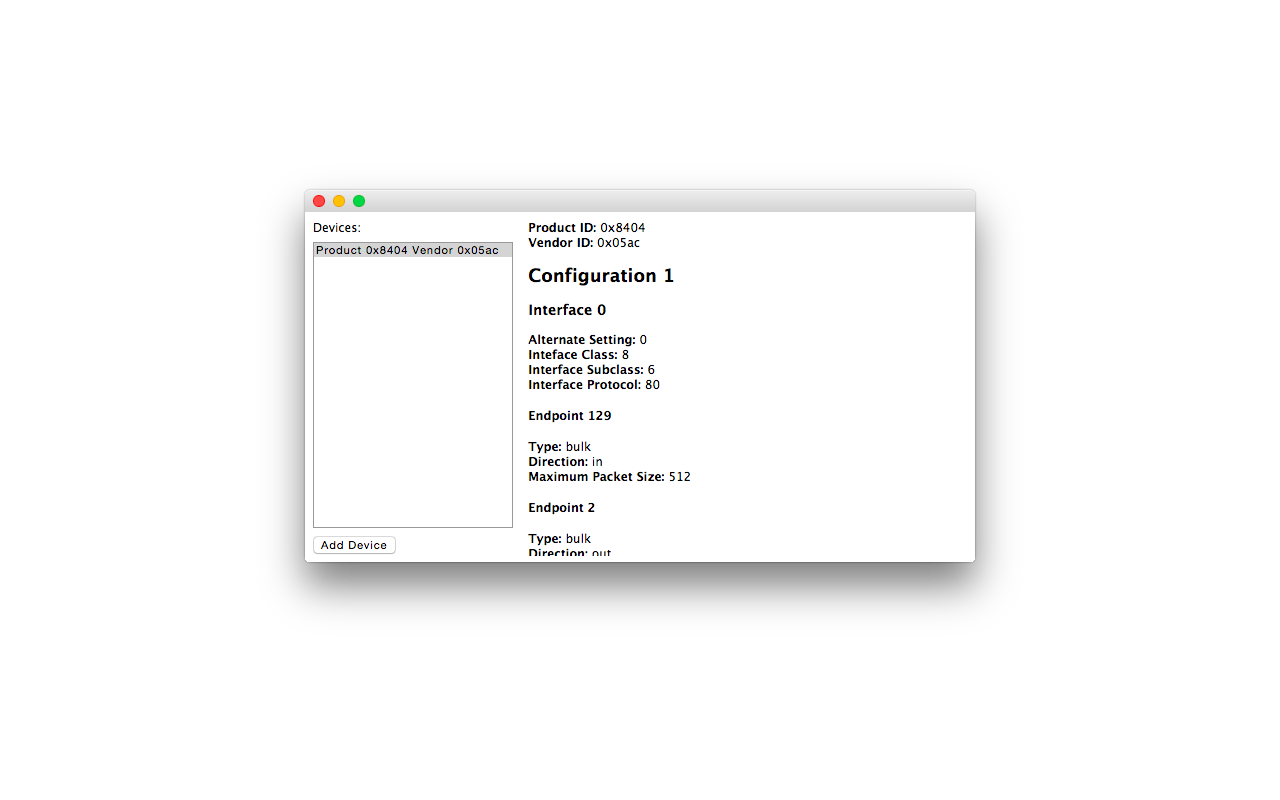 Devices:
Product 0x8404 Vendor 0x05ac
Add Device
Product ID: 0x8404
Vendor ID: 0x05ac
Configuration 1
Interface 0
Alternate Setting: 0
Inteface Class: 8
Interface Subclass: 6
Interface Protocol: 80
Endpoint 129
Type: bulk
Direction: in
Maximum Packet Size: 512
Endpoint 2
Type: bulk
Direction: out